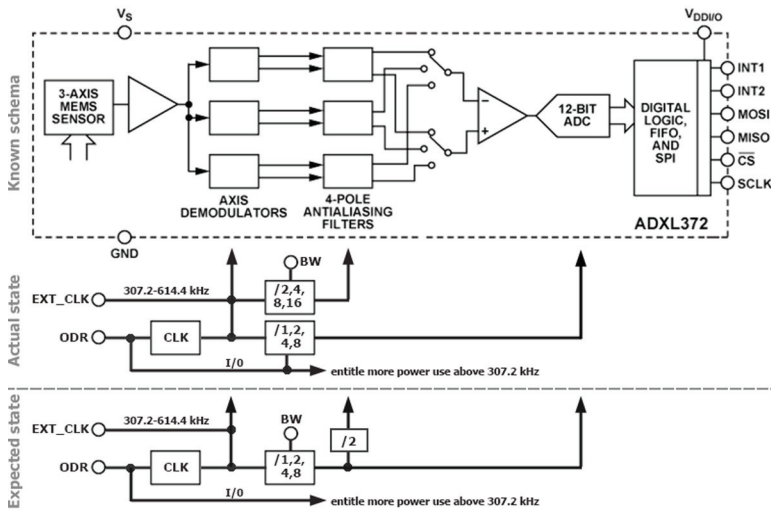 Known schema
VS
VDDI/O
3-AXIS
MEMS
SENSOR
AXIS
DEMODULATORS
4-POLE
ANTIALIASING
FILTERS
−
+
12-BIT
ADC
DIGITAL
LOGIC,
FIFO,
AND
SPI
INT1
INT2
MOSI
MISO
CS
SCLK
ADXL372
GND
Actual state
BW
EXT_CLK
307.2-614.4 kHz
/2,4,
8,16
ODR
CLK
/1,2,
4,8
I/0
entitle more power use above 307.2 kHz
Expected state
EXT_CLK
307.2-614.4 kHz
BW
/2
ODR
CLK
/1,2,
4,8
I/0
entitle more power use above 307.2 kHz